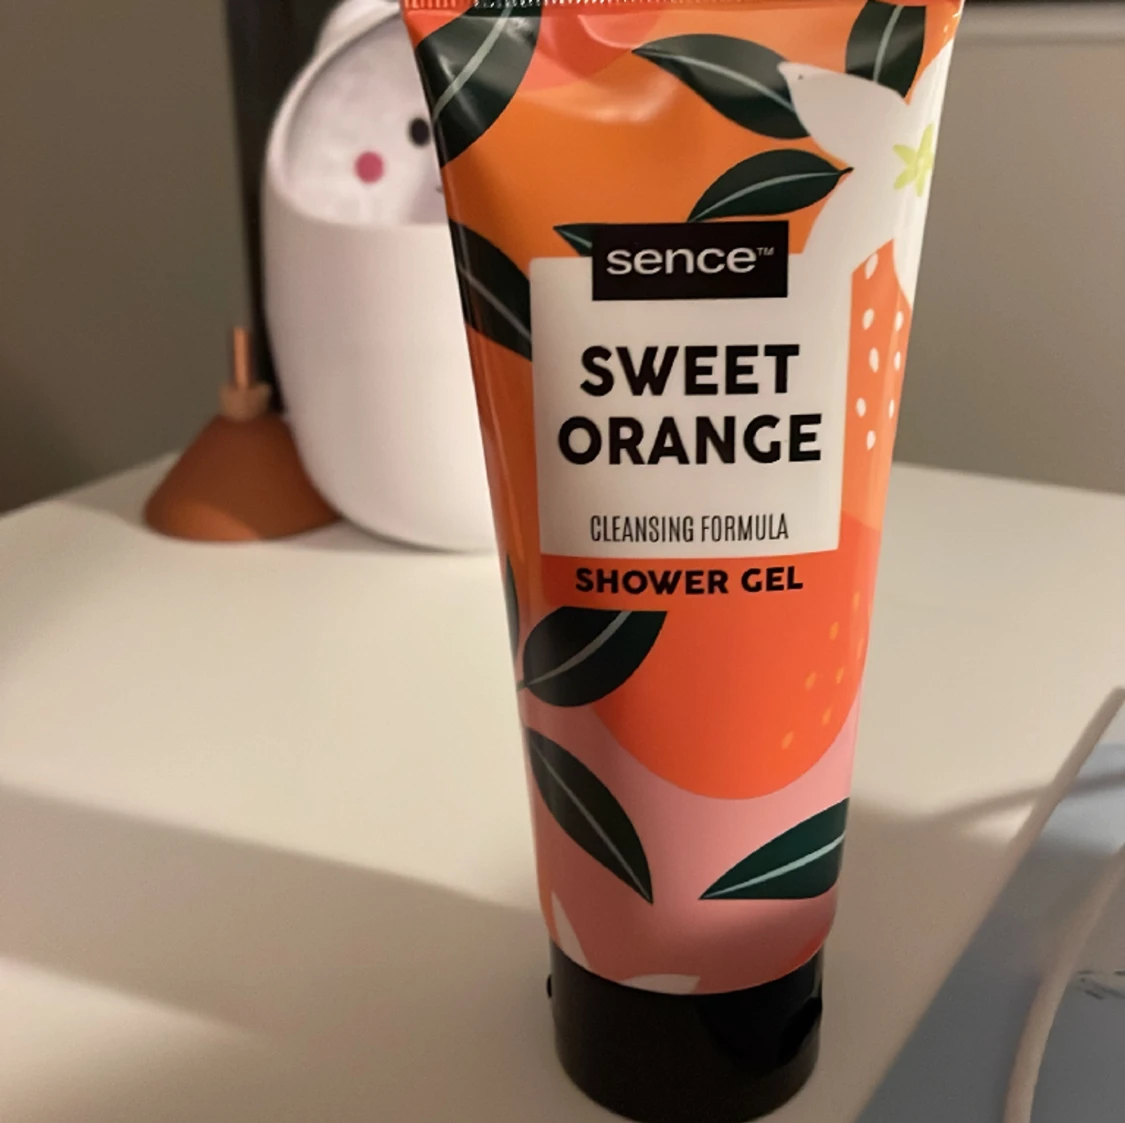 sence™
SWEET
ORANGE
CLEANSING FORMULA
SHOWER GEL